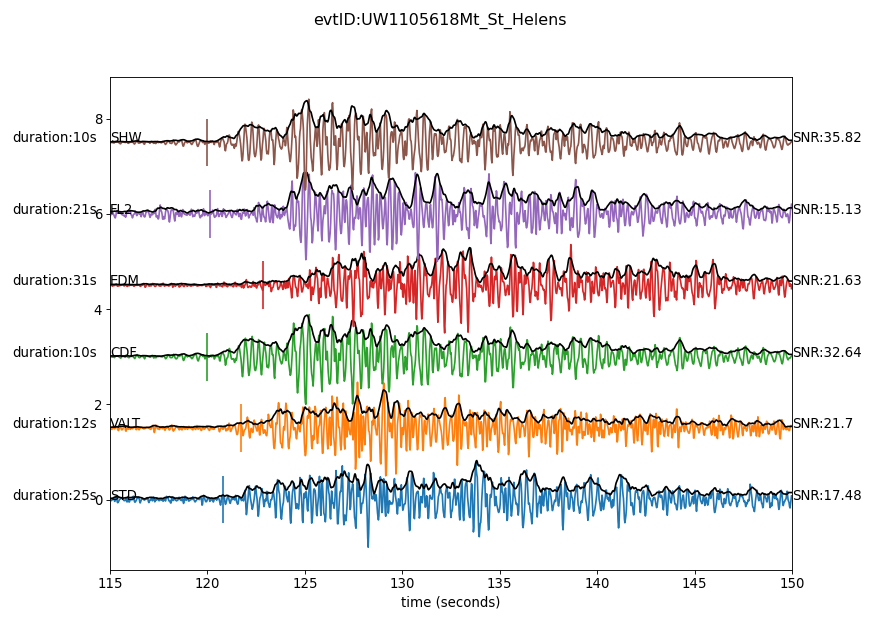 evtID:UW1105618Mt_St_Helens
8
duration:10s SHW SNR:35.82
duration:21s 6 EL2 SNR:15.13
duration:31s EDM SNR:21.63
4
duration:10s CDF SNR:32.64
2
duration:12s VALT SNR:21.7
duration:25s 0 STD SNR:17.48
115 120 125 130 135 140 145 150
time (seconds)